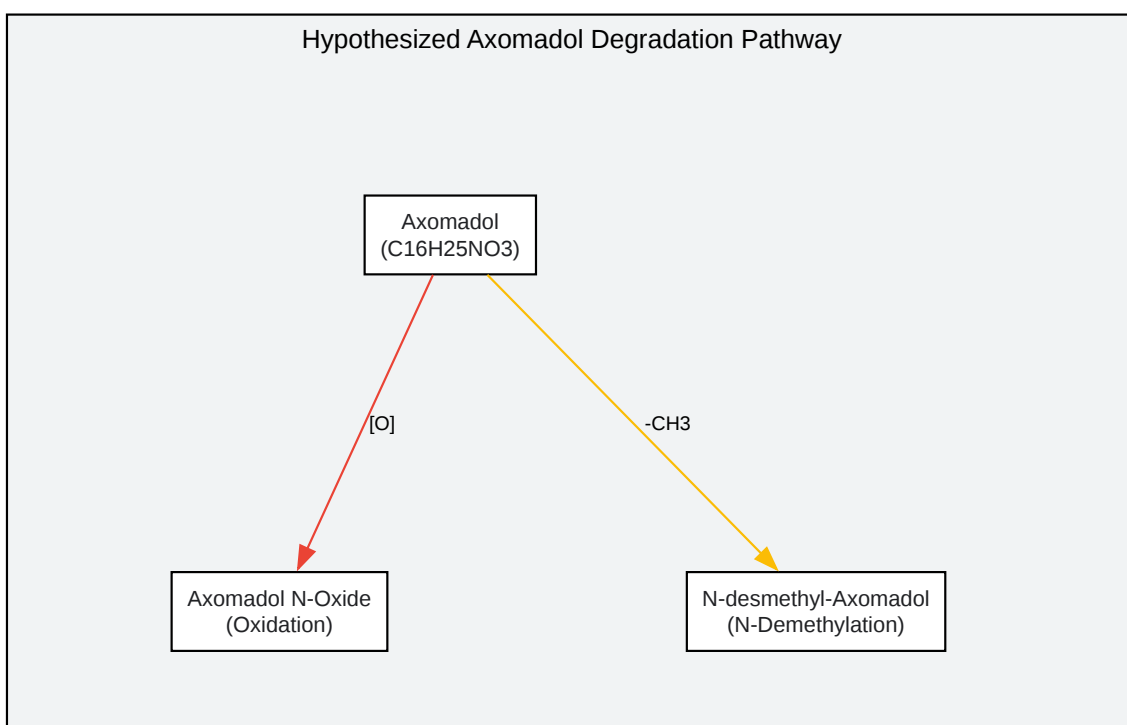 Hypothesized Axomadol Degradation Pathway
Axomadol
(C16H25NO3)
[O]
-CH3
Axomadol N-Oxide
(Oxidation)
N-desmethyl-Axomadol
(N-Demethylation)